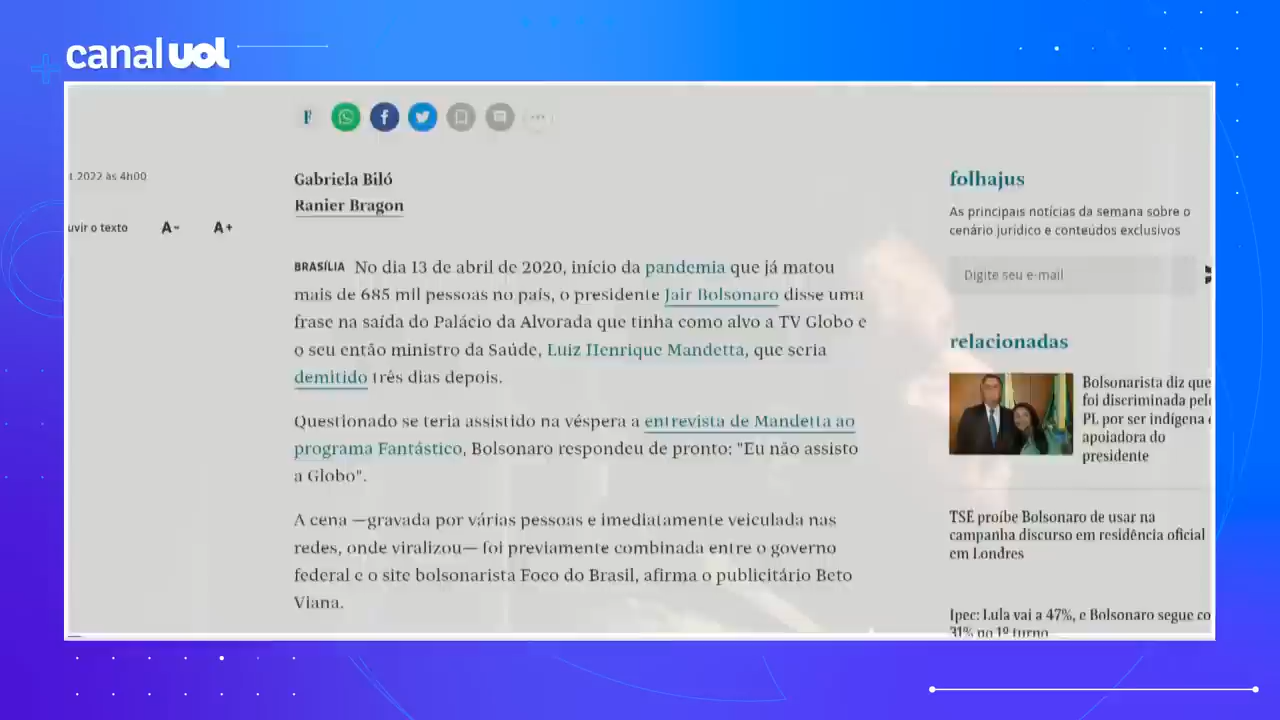 canal UOL
1.2022 às 4h00
uvir o texto A- A+
Gabriela Biló
Ranier Bragon
BRASÍLIA No dia 13 de abril de 2020, início da pandemia que já matou
mais de 685 mil pessoas no país, o presidente Jair Bolsonaro disse uma
frase na saída do Palácio da Alvorada que tinha como alvo a TV Globo e
o seu então ministro da Saúde, Luiz Henrique Mandetta, que seria
demitido três dias depois.
Questionado se teria assistido na véspera a entrevista de Mandetta ao
programa Fantástico, Bolsonaro respondeu de pronto: "Eu não assisto
a Globo".
A cena —gravada por várias pessoas e imediatamente veiculada nas
redes, onde viralizou— foi previamente combinada entre o governo
federal e o site bolsonarista Foco do Brasil, afirma o publicitário Beto
Viana.
folhajus
As principais notícias da semana sobre o
cenário jurídico e conteúdos exclusivos
Digite seu e-mail
relacionadas
Bolsonarista diz que
foi discriminada pel
PL por ser indígena
apoiadora do
presidente
TSE proíbe Bolsonaro de usar na
campanha discurso em residência oficial
em Londres
Ipec: Lula vai a 47%, e Bolsonaro segue co
31% no 1º turno